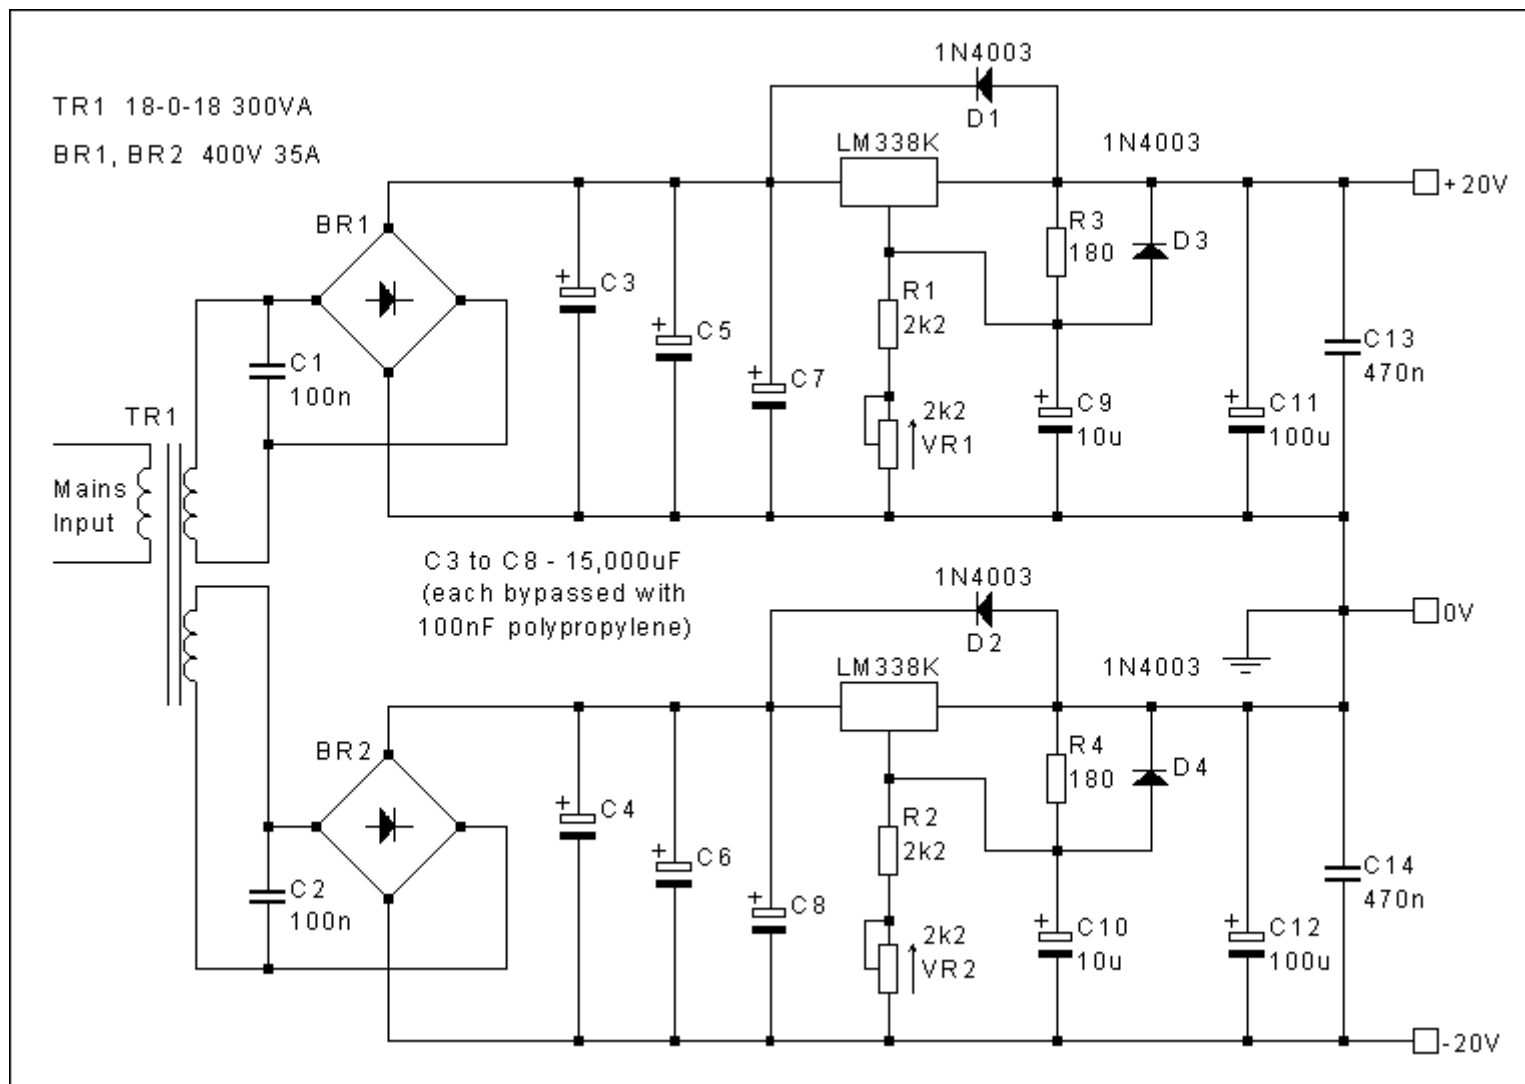 TR1 18-0-18 300VA
BR1, BR2 400V 35A
1N4003
D1
LM338K
1N4003
+20V
BR1
R3
180
D3
C3
R1
2k2
C5
C13
470n
C1
100n
C7
TR1
2k2
VR1
C9
10u
C11
100u
Mains
Input
C3 to C8 - 15,000uF
(each bypassed with
100nF polypropylene)
1N4003
D2
0V
LM338K
1N4003
BR2
R4
180
D4
C4
R2
2k2
C6
C14
470n
C2
100n
C8
2k2
VR2
C10
10u
C12
100u
-20V